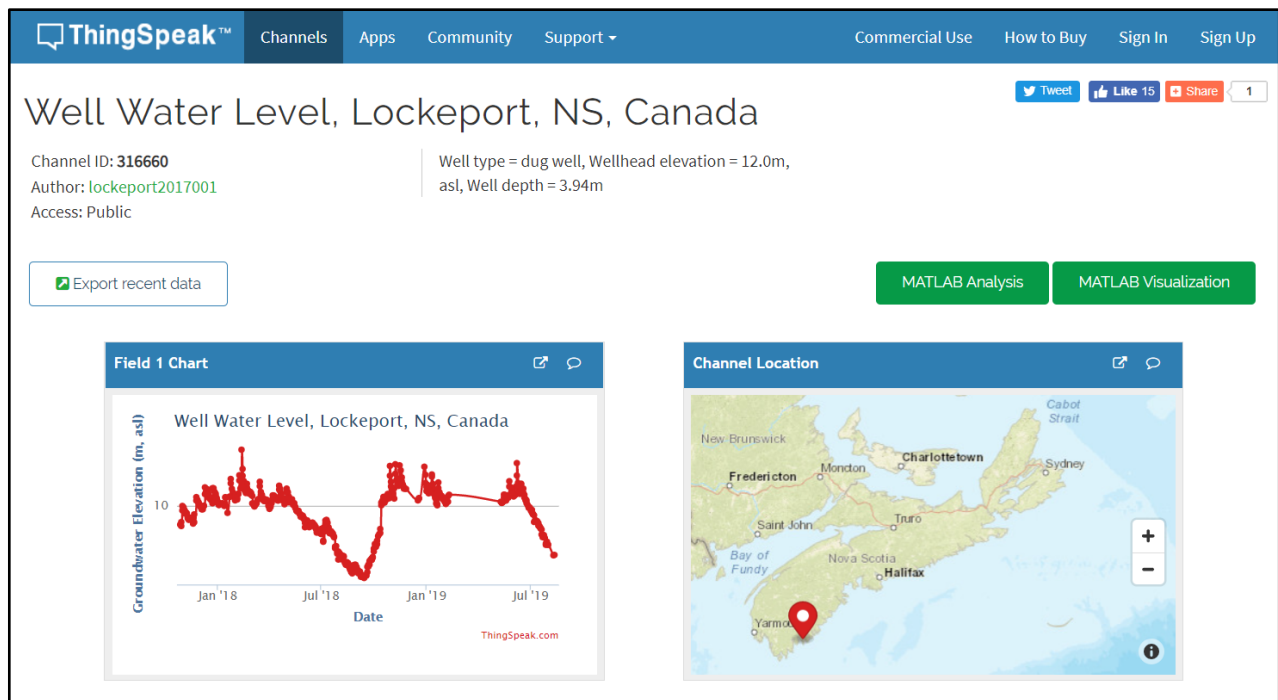 ThingSpeak™ Channels Apps Community Support Commercial Use How to Buy Sign In Sign Up
Tweet Like 15 Share 1
Well Water Level, Lockeport, NS, Canada
Channel ID: 316660
Author: lockeport2017001
Access: Public
Well type = dug well, Wellhead elevation = 12.0m,
asl, Well depth = 3.94m
Export recent data
MATLAB Analysis
MATLAB Visualization
Field 1 Chart
Well Water Level, Lockeport, NS, Canada
Groundwater Elevation (m, asl)
10
Jan '18 Jul '18 Jan '19 Jul '19
Date
ThingSpeak.com
Channel Location
Cabot
Strait
New Brunswick
Charlottetown
Moncton
Sydney
Fredericton
Saint John
Truro
Bay of
Fundy
Nova Scotia
Halifax
Yarmo
+
−